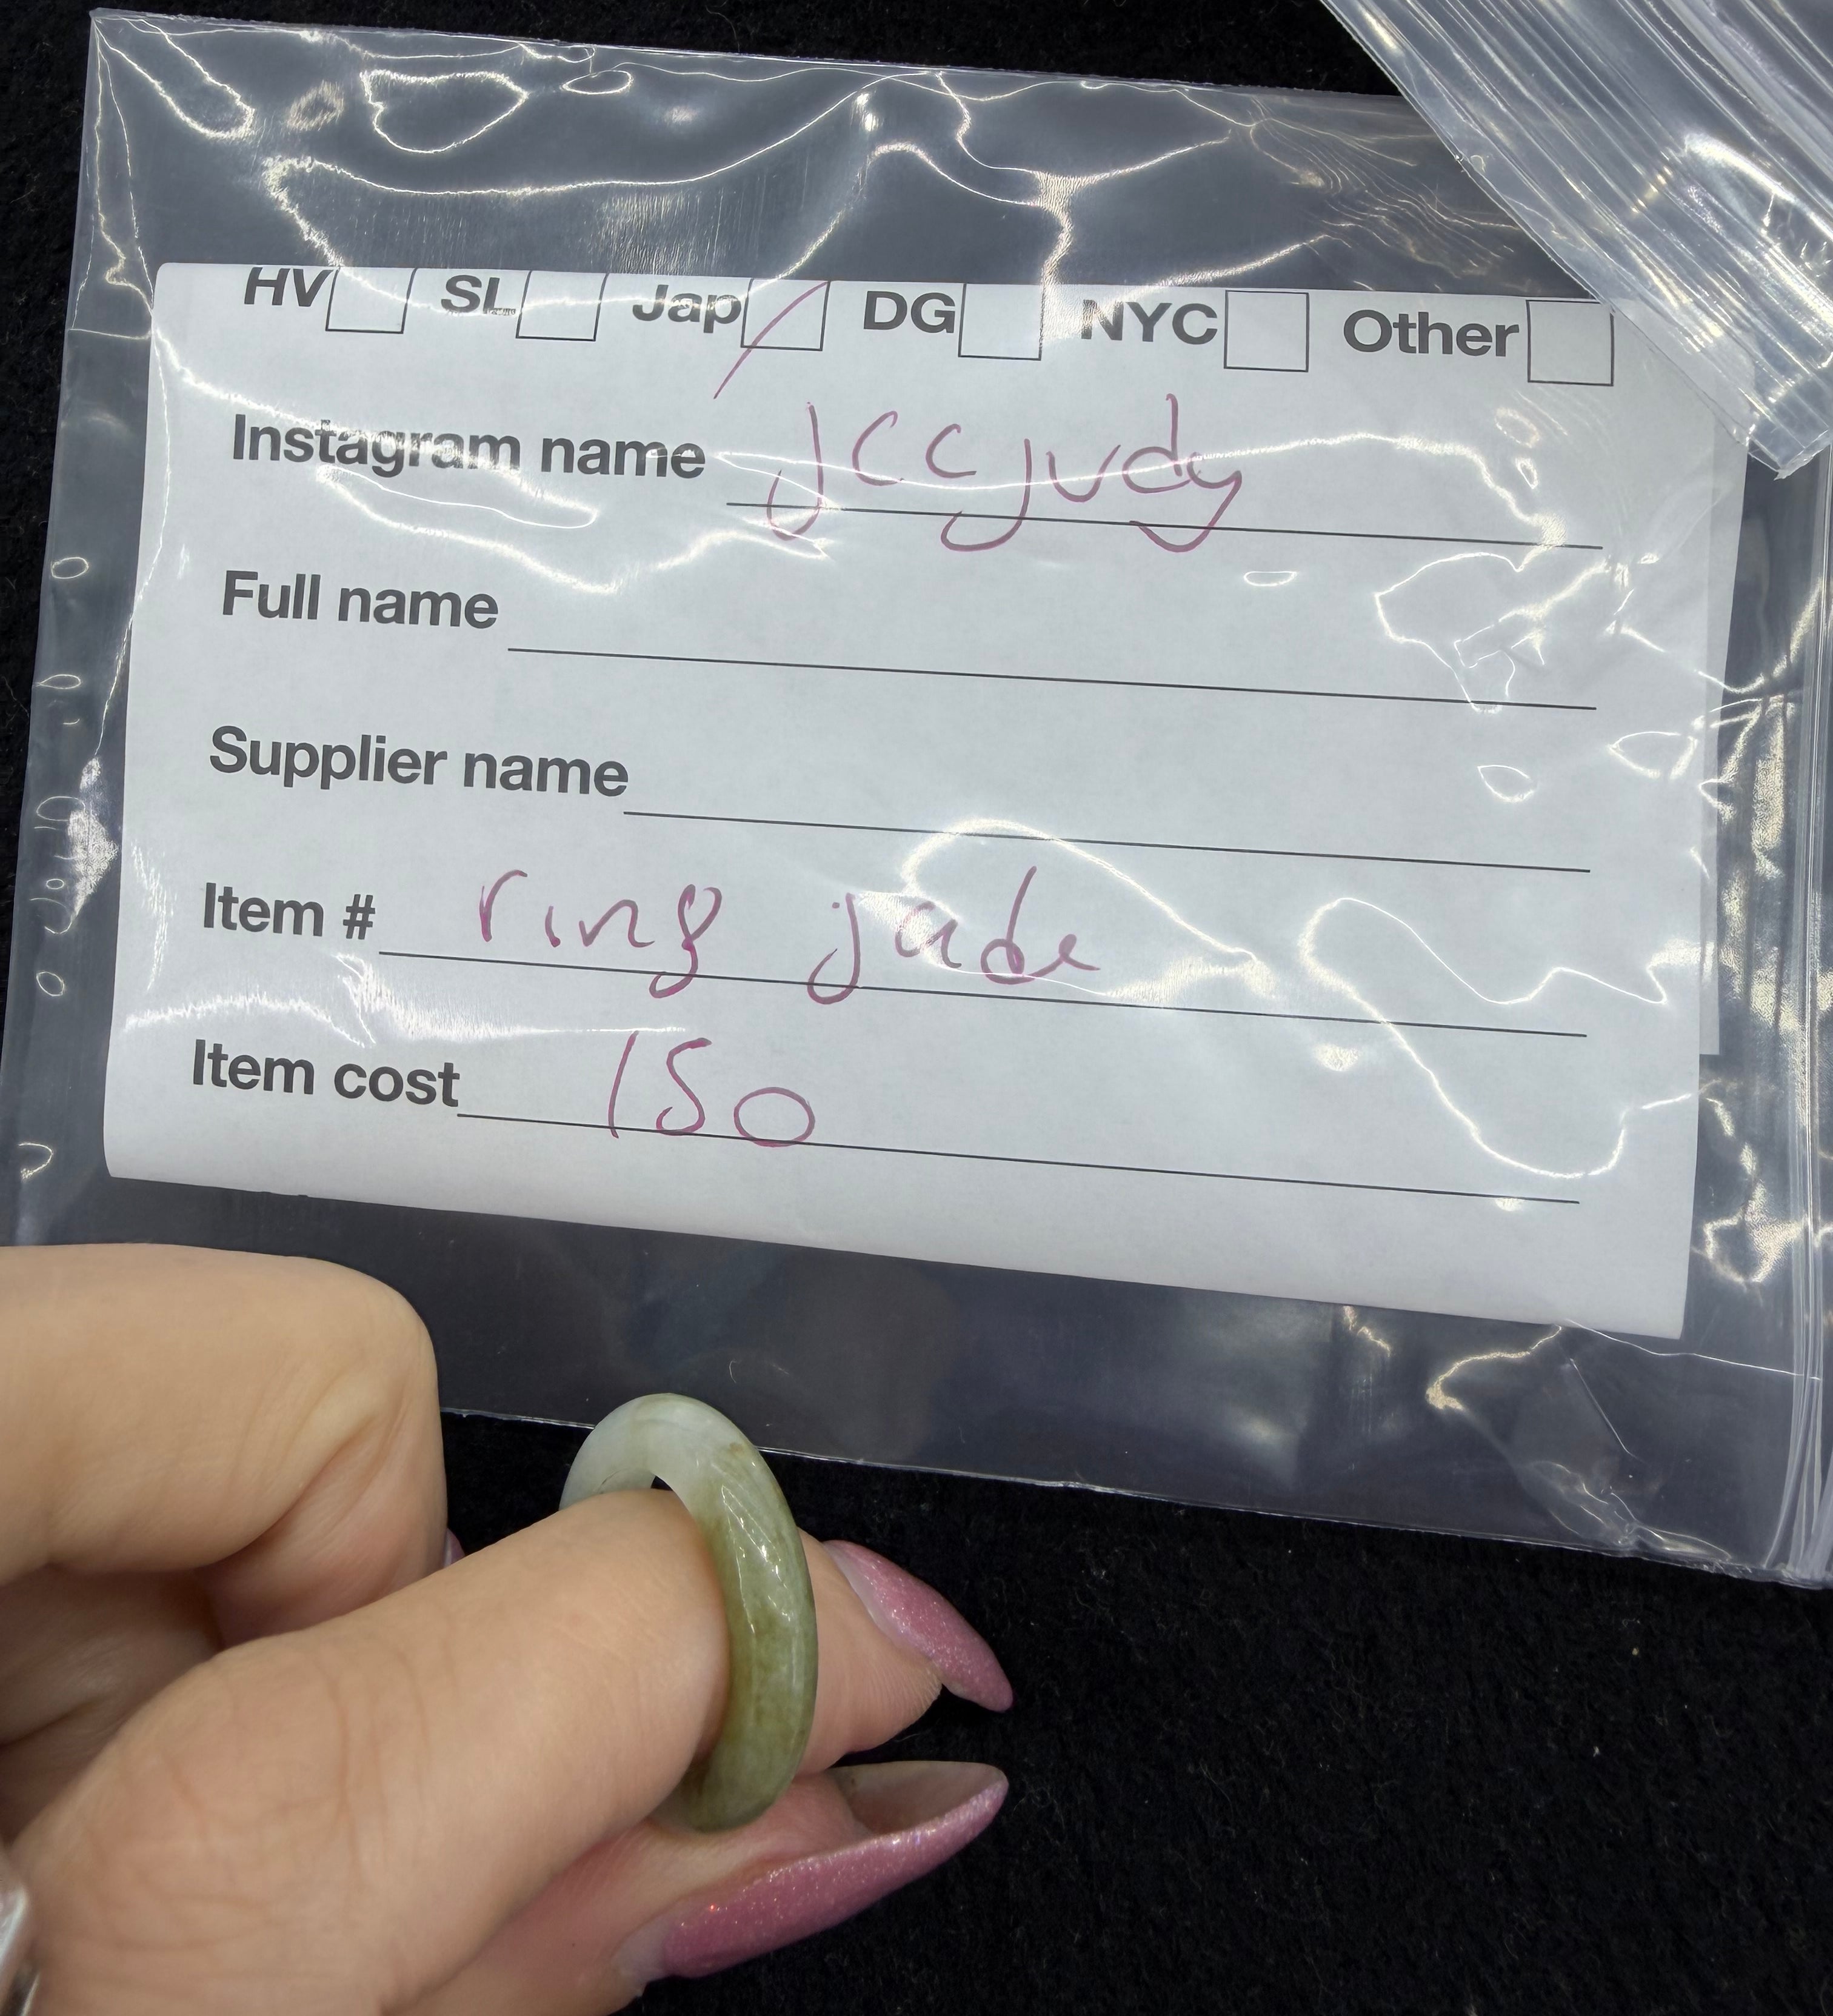 HV SL Jap DG NYC Other
Instagram name jccjudy
Full name
Supplier name
Item # ring jade
Item cost 150